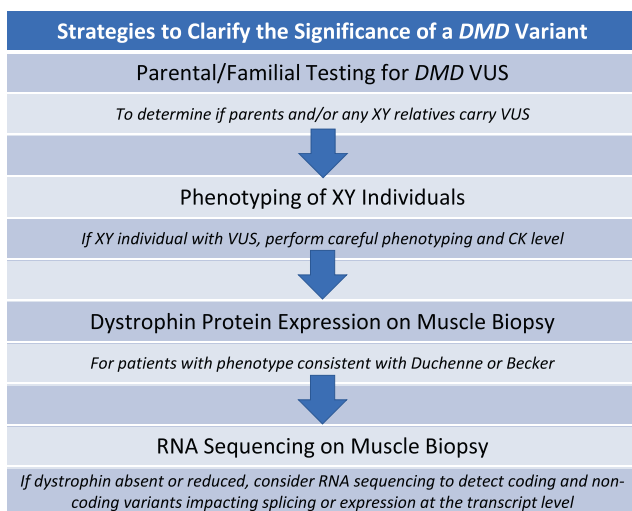 Strategies to Clarify the Significance of a DMD Variant
Parental/Familial Testing for DMD VUS
To determine if parents and/or any XY relatives carry VUS
Phenotyping of XY Individuals
If XY individual with VUS, perform careful phenotyping and CK level
Dystrophin Protein Expression on Muscle Biopsy
For patients with phenotype consistent with Duchenne or Becker
RNA Sequencing on Muscle Biopsy
If dystrophin absent or reduced, consider RNA sequencing to detect coding and non-
coding variants impacting splicing or expression at the transcript level